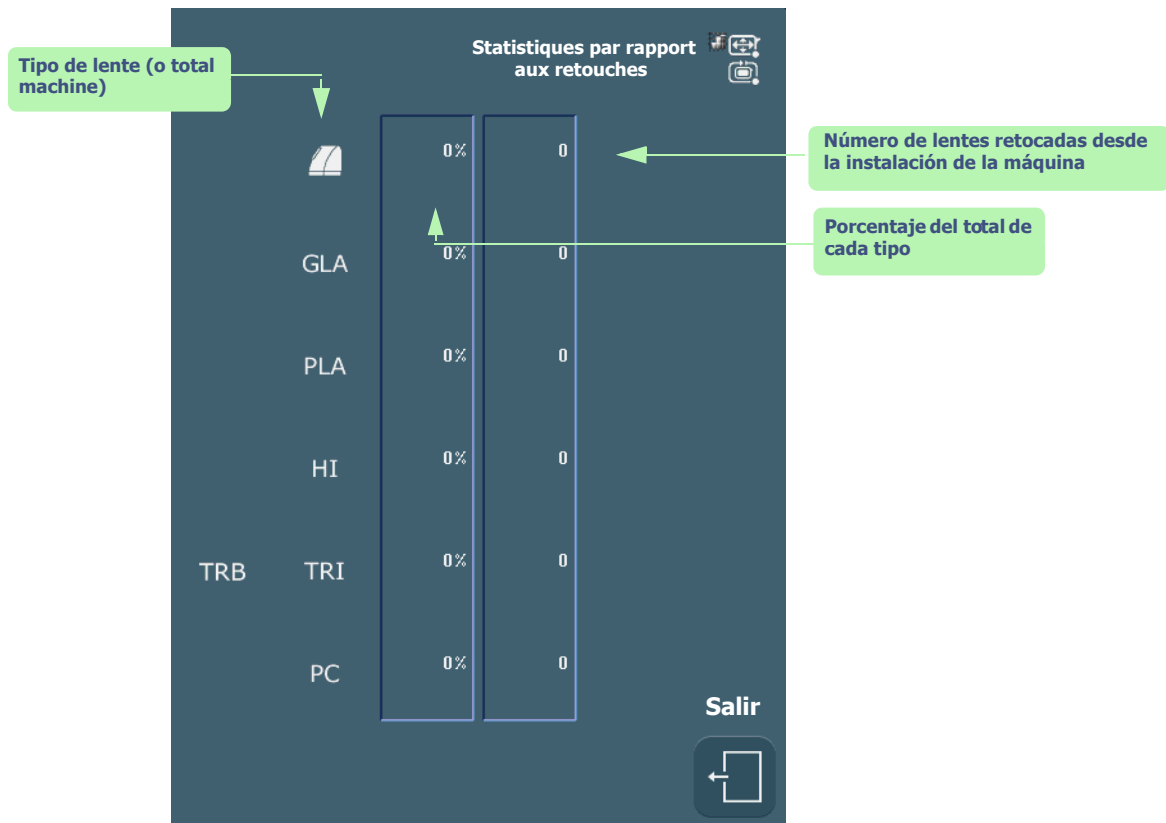 Statistiques par rapport
aux retouches
Tipo de lente (o total
machine)
0% 0
Número de lentes retocadas desde
la instalación de la máquina
Porcentaje del total de
cada tipo
GLA 0% 0
PLA 0% 0
HI 0% 0
TRB TRI 0% 0
PC 0% 0
Salir